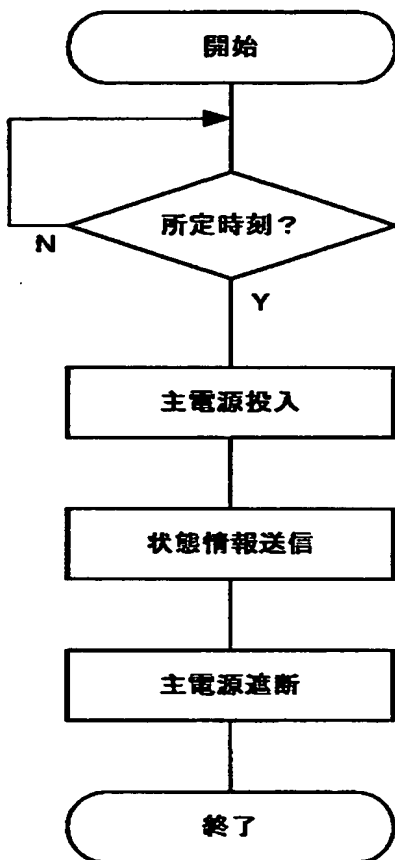 開始
所定時刻？
N
Y
主電源投入
状態情報送信
主電源遮断
終了